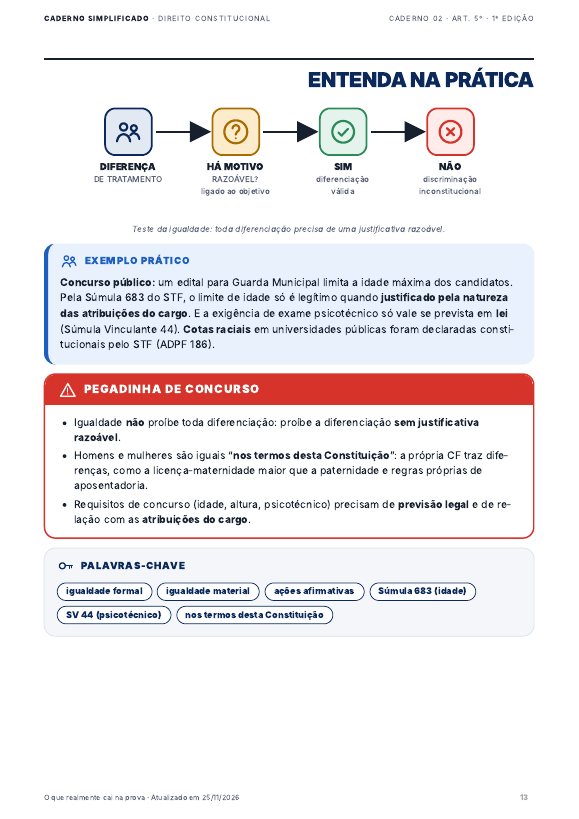 CADERNO SIMPLIFICADO · DIREITO CONSTITUCIONAL
CADERNO 02 · ART. 5º · 1ª EDIÇÃO
ENTENDA NA PRÁTICA
DIFERENÇA
DE TRATAMENTO
HÁ MOTIVO
RAZOÁVEL?
ligado ao objetivo
SIM
diferenciação
válida
NÃO
discriminação
inconstitucional
Teste da igualdade: toda diferenciação precisa de uma justificativa razoável.
EXEMPLO PRÁTICO
Concurso público: um edital para Guarda Municipal limita a idade máxima dos candidatos.
Pela Súmula 683 do STF, o limite de idade só é legítimo quando justificado pela natureza
das atribuições do cargo. E a exigência de exame psicotécnico só vale se prevista em lei
(Súmula Vinculante 44). Cotas raciais em universidades públicas foram declaradas consti-
tucionais pelo STF (ADPF 186).
PEGADINHA DE CONCURSO
• Igualdade não proíbe toda diferenciação: proíbe a diferenciação sem justificativa
razoável.
• Homens e mulheres são iguais “nos termos desta Constituição”: a própria CF traz dife-
renças, como a licença-maternidade maior que a paternidade e regras próprias de
aposentadoria.
• Requisitos de concurso (idade, altura, psicotécnico) precisam de previsão legal e de re-
lação com as atribuições do cargo.
PALAVRAS-CHAVE
igualdade formal
igualdade material
ações afirmativas
Súmula 683 (idade)
SV 44 (psicotécnico)
nos termos desta Constituição
O que realmente cai na prova · Atualizado em 25/11/2026
13